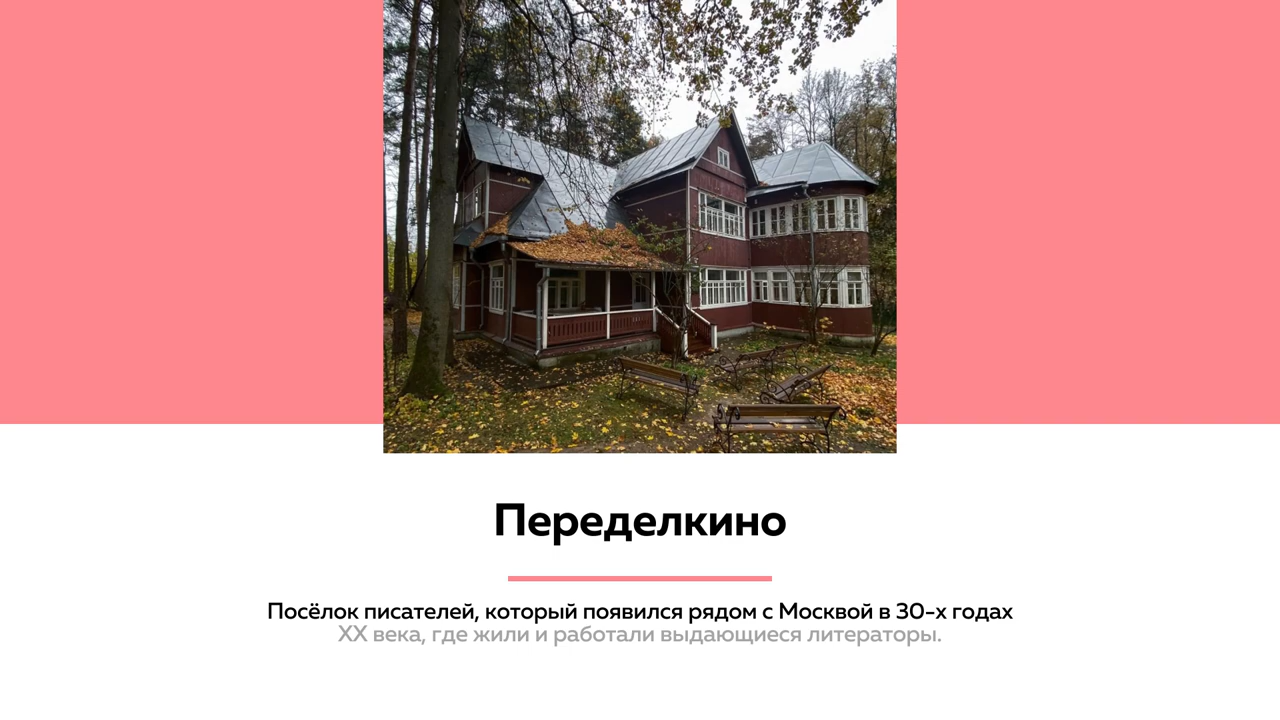 Переделкино
Посёлок писателей, который появился рядом с Москвой в 30-х годах
XX века, где жили и работали выдающиеся литераторы.